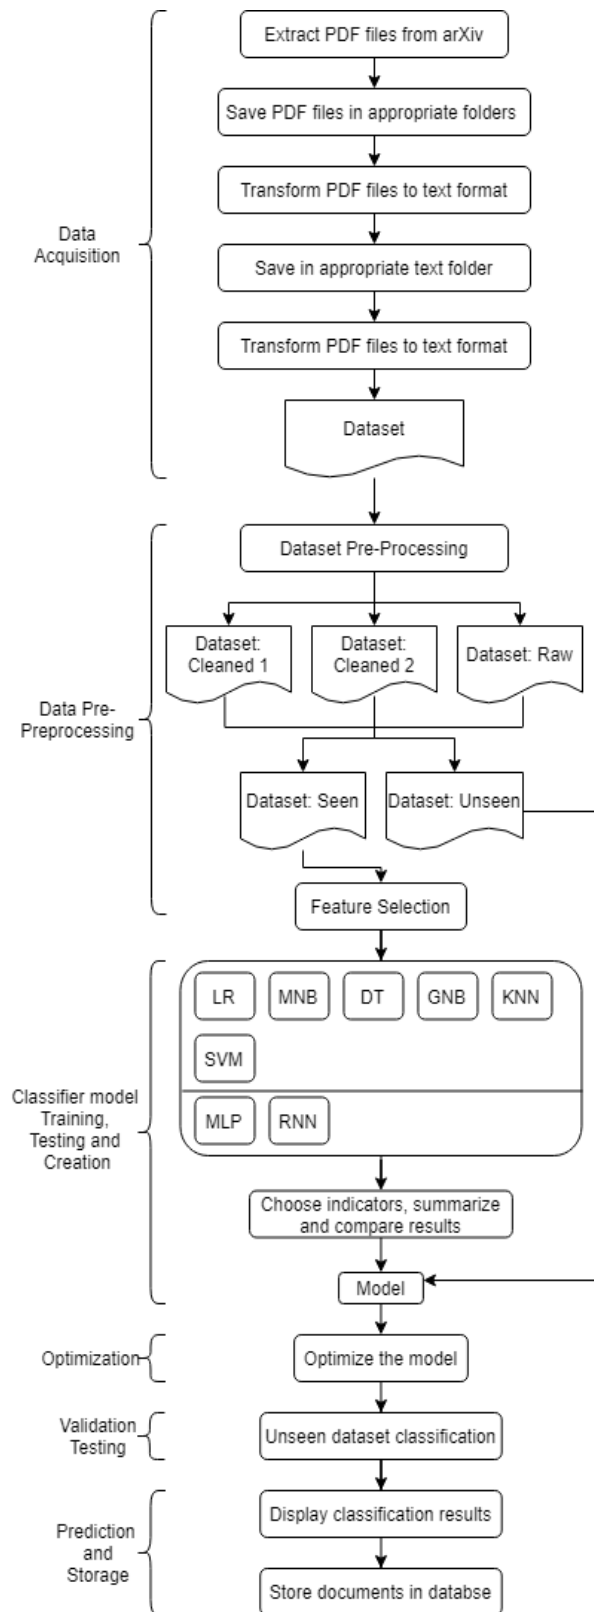 Extract PDF files from arXiv
Save PDF files in appropriate folders
Transform PDF files to text format
Data
Acquisition
Save in appropriate text folder
Transform PDF files to text format
Dataset
Dataset Pre-Processing
Dataset:
Cleaned 1
Dataset:
Cleaned 2
Dataset: Raw
Data Pre-
Preprocessing
Dataset: Seen
Dataset: Unseen
Feature Selection
LR
MNB
DT
GNB
KNN
SVM
Classifier model
Training,
Testing and
Creation
MLP
RNN
Choose indicators, summarize
and compare results
Model
Optimization
Optimize the model
Validation
Testing
Unseen dataset classification
Display classification results
Prediction
and
Storage
Store documents in databse